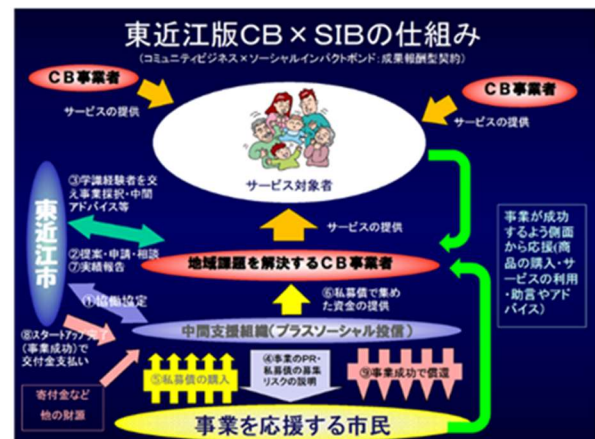 東近江版CB×SIBの仕組み
(コミュニティビジネス×ソーシャルインパクトボンド:成果報酬型契約)
CB事業者
サービスの提供
CB事業者
サービスの提供
サービス対象者
③学識経験者を交
え事業採択・中間
アドバイス等
東近江市
②提案・申請・相談
⑦実績報告
サービスの提供
地域課題を解決するCB事業者
事業が成功
するよう側面
から応援(商
品の購入・サ
ービスの利用
・助言やアド
バイス)
①協働協定
⑥私募債で集め
た資金の提供
中間支援組織(プラスソーシャル投信)
⑧スタートアップ完了
(事業成功)で
交付金支払い
⑤私募債の購入
④事業のPR・
私募債の募集
リスクの説明
⑨事業成功で償還
寄付金など
他の財源
事業を応援する市民